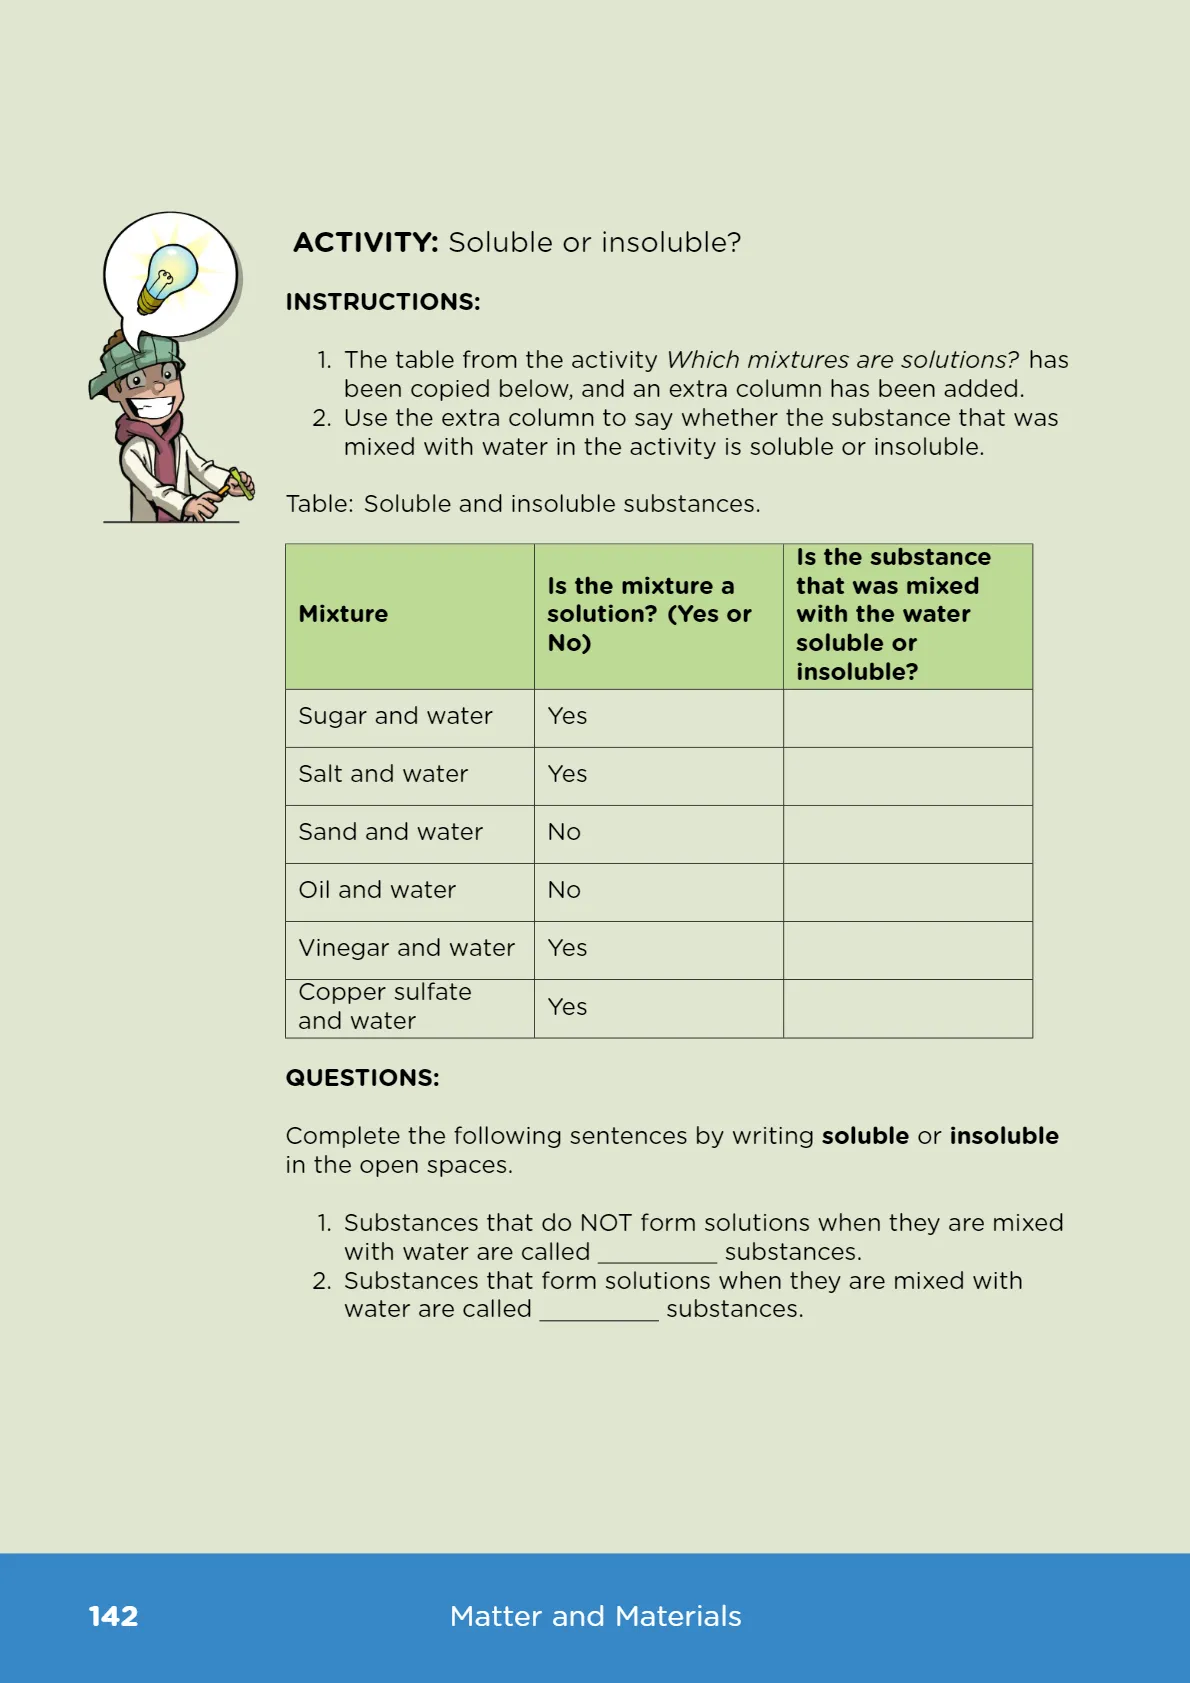 ACTIVITY: Soluble or insoluble?
INSTRUCTIONS:
1. The table from the activity Which mixtures are solutions? has
been copied below, and an extra column has been added.
2. Use the extra column to say whether the substance that was
mixed with water in the activity is soluble or insoluble.
Table: Soluble and insoluble substances.
Mixture
Is the mixture a
solution? (Yes or
No)
Is the substance
that was mixed
with the water
soluble or
insoluble?
Sugar and water
Yes
Salt and water
Yes
Sand and water
No
Oil and water
No
Vinegar and water
Yes
Copper sulfate
and water
Yes
QUESTIONS:
Complete the following sentences by writing soluble or insoluble
in the open spaces.
1. Substances that do NOT form solutions when they are mixed
with water are called _________ substances.
2. Substances that form solutions when they are mixed with
water are called _________ substances.
142
Matter and Materials